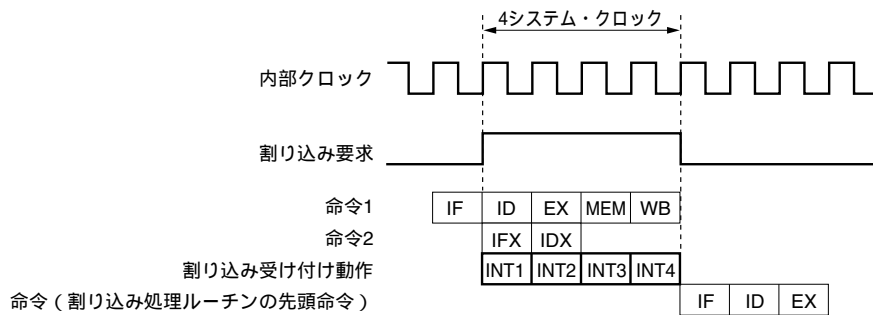 4システム・クロック
内部クロック
割り込み要求
命令1 IF ID EX MEM WB
命令2 IFX IDX
割り込み受け付け動作 INT1 INT2 INT3 INT4
命令（割り込み処理ルーチンの先頭命令） IF ID EX